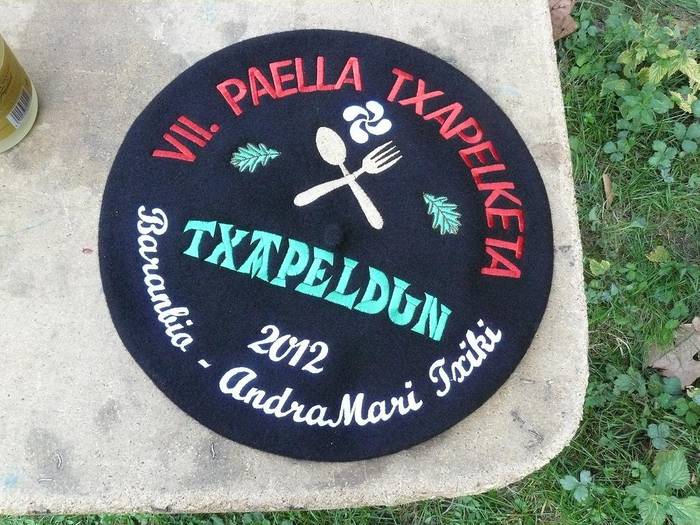 VII. PAELLA TXAPELKETA
TXAPELDUN
2012
Baranbio - AndraMari Txiki